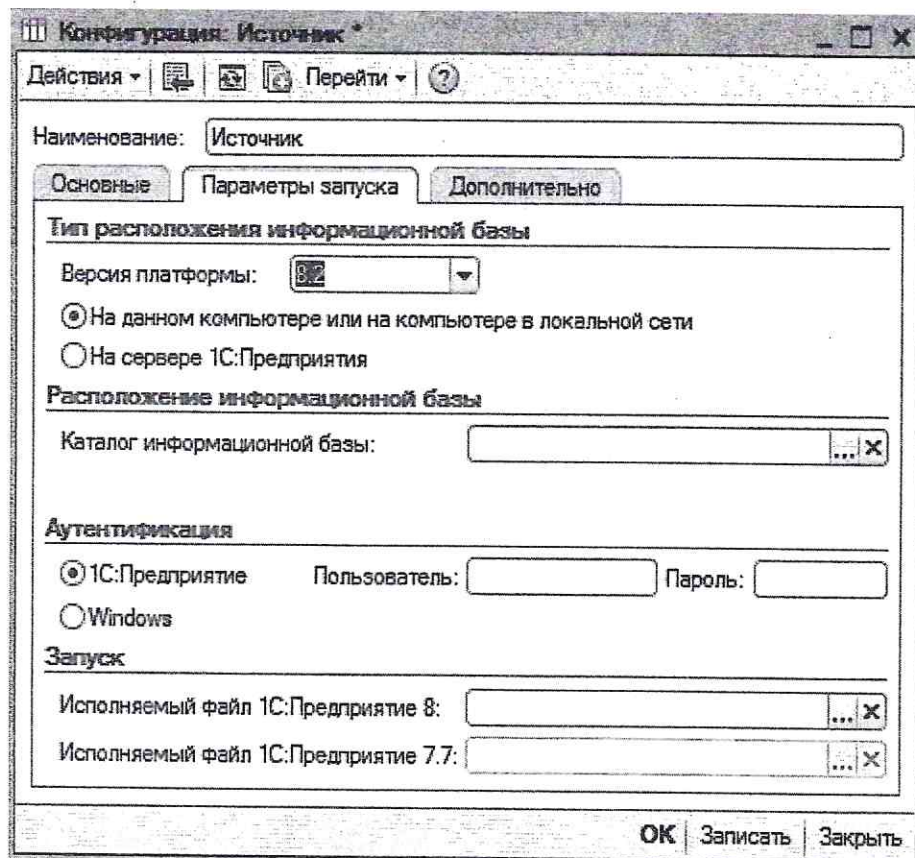 Конфигурация: Источник *
Действия Перейти
Наименование: Источник
Основные Параметры запуска Дополнительно
Тип расположения информационной базы
Версия платформы: 8.2
На данном компьютере или на компьютере в локальной сети
На сервере 1С:Предприятия
Расположение информационной базы
Каталог информационной базы: ...
Аутентификация
1С:Предприятие Пользователь: Пароль:
Windows
Запуск
Исполняемый файл 1С:Предприятие 8: ...
Исполняемый файл 1С:Предприятие 7.7: ...
ОК Записать Закрыть